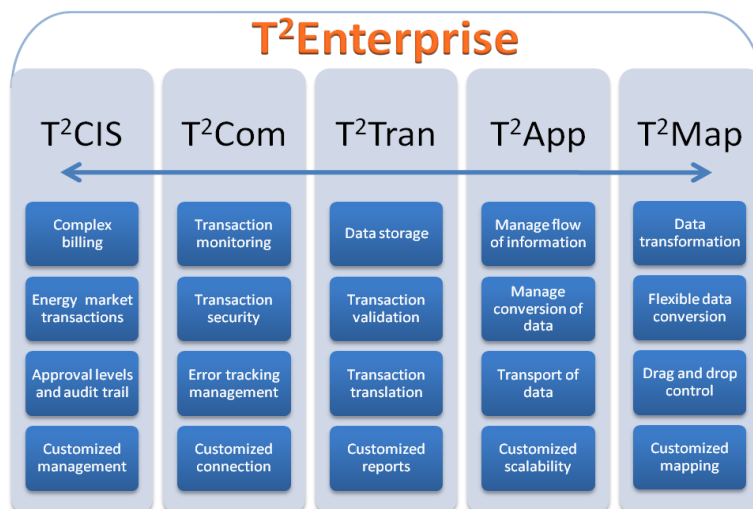 T²Enterprise
T²CIS
T²Com
T²Tran
T²App
T²Map
Complex
billing
Energy market
transactions
Approval levels
and audit trail
Customized
management
Transaction
monitoring
Transaction
security
Error tracking
management
Customized
connection
Data storage
Transaction
validation
Transaction
translation
Customized
reports
Manage flow
of information
Manage
conversion of
data
Transport of
data
Customized
scalability
Data
transformation
Flexible data
conversion
Drag and drop
control
Customized
mapping